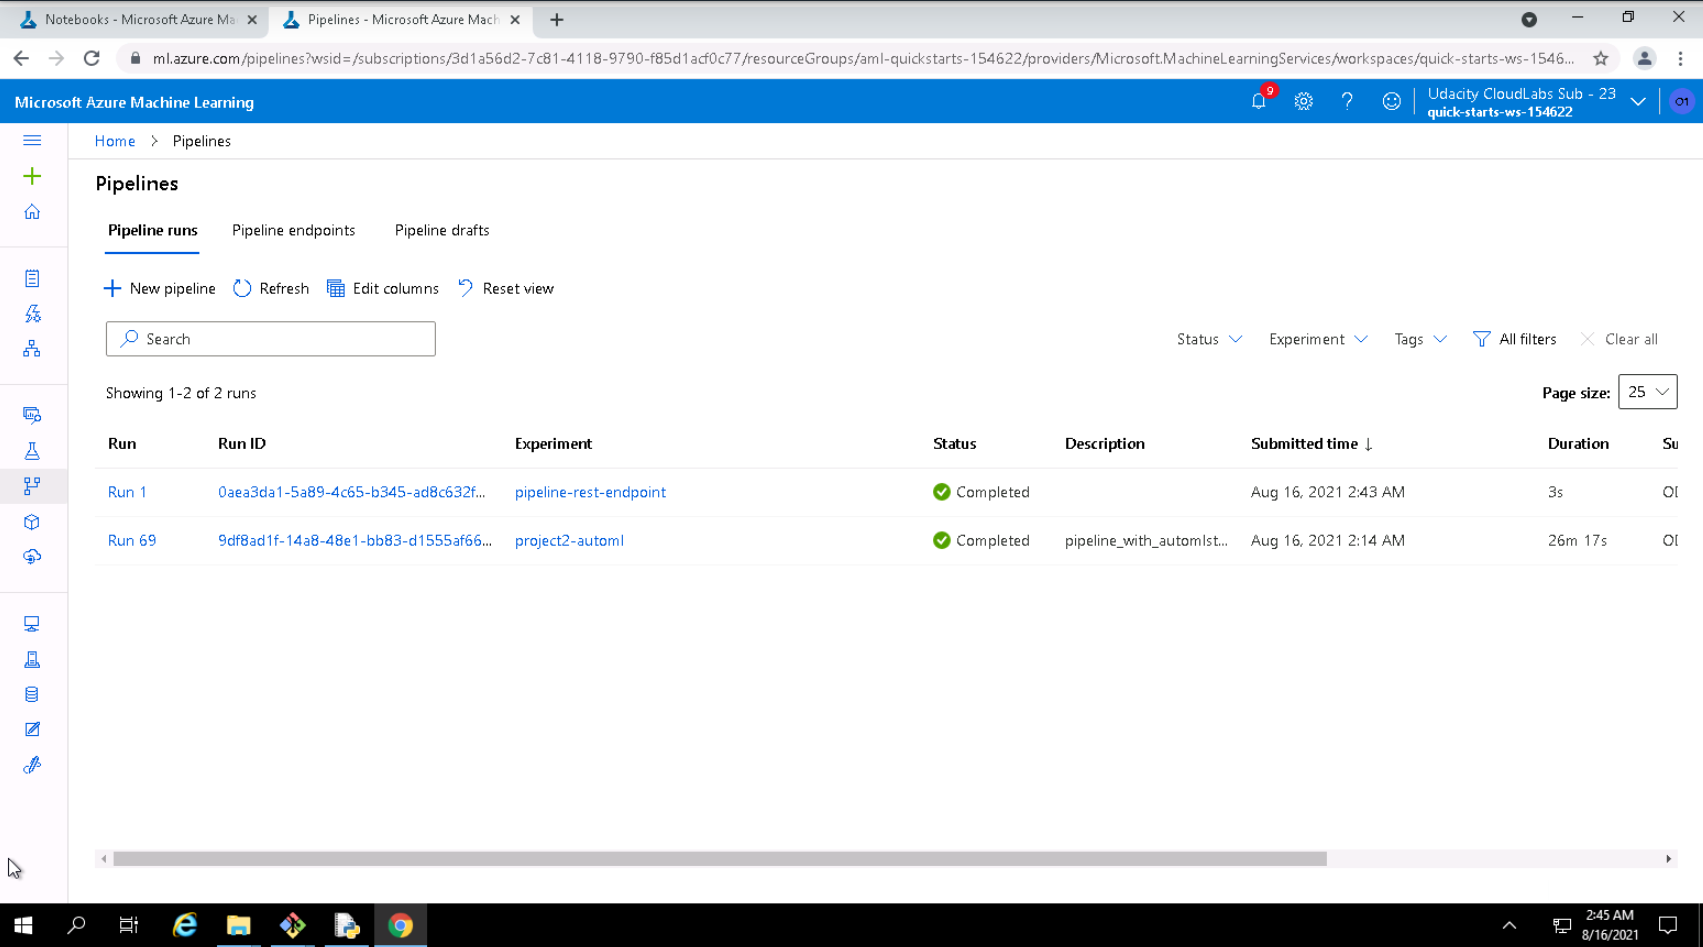 Notebooks - Microsoft Azure Ma
Pipelines - Microsoft Azure Mach
ml.azure.com/pipelines?wsid=/subscriptions/3d1a56d2-7c81-4118-9790-f85d1acf0c77/resourceGroups/aml-quickstarts-154622/providers/Microsoft.MachineLearningServices/workspaces/quick-starts-ws-1546...
Microsoft Azure Machine Learning
9
Udacity CloudLabs Sub - 23
quick-starts-ws-154622
O1
Home > Pipelines
Pipelines
Pipeline runs Pipeline endpoints Pipeline drafts
New pipeline Refresh Edit columns Reset view
Search
Status Experiment Tags All filters Clear all
Showing 1-2 of 2 runs
Page size: 25
Run Run ID Experiment Status Description Submitted time ↓ Duration Su
Run 1 0aea3da1-5a89-4c65-b345-ad8c632f... pipeline-rest-endpoint Completed Aug 16, 2021 2:43 AM 3s OD
Run 69 9df8ad1f-14a8-48e1-bb83-d1555af66... project2-automl Completed pipeline_with_automlst... Aug 16, 2021 2:14 AM 26m 17s OD
2:45 AM
8/16/2021